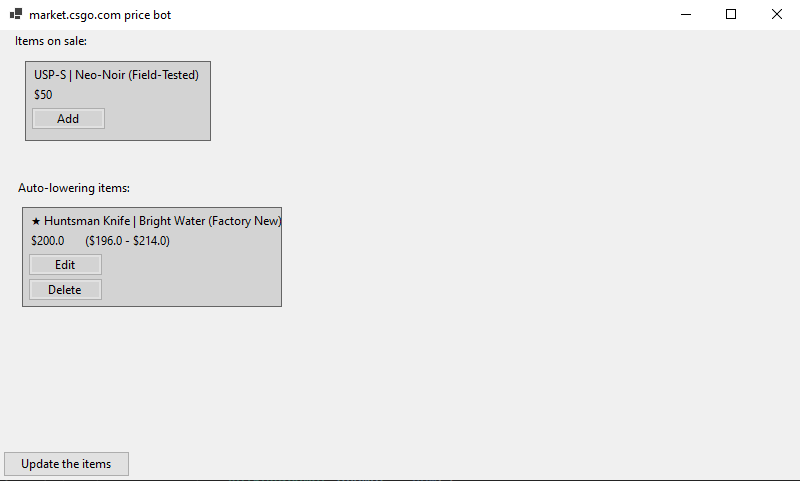 market.csgo.com price bot
Items on sale:
USP-S | Neo-Noir (Field-Tested)
$50
Add
Auto-lowering items:
★ Huntsman Knife | Bright Water (Factory New)
$200.0 ($196.0 - $214.0)
Edit
Delete
Update the items